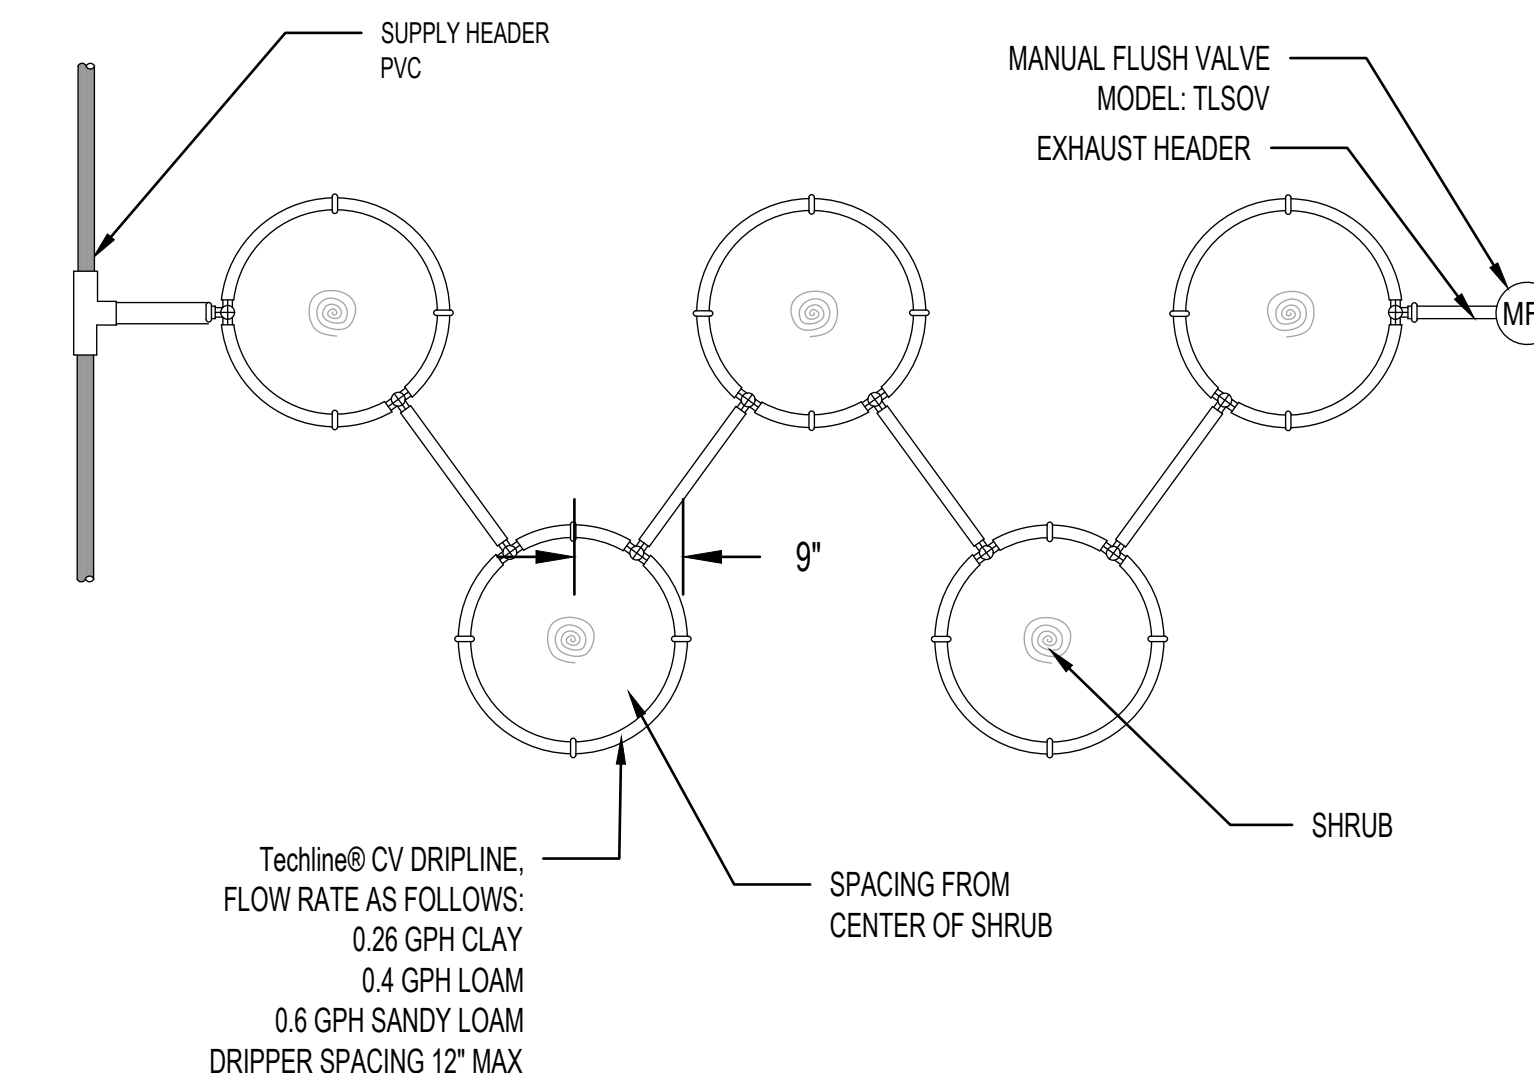 SUPPLY HEADER
PVC
MANUAL FLUSH VALVE
MODEL: TLSOV
EXHAUST HEADER
MF
9"
SHRUB
Techline® CV DRIPLINE,
FLOW RATE AS FOLLOWS:
0.26 GPH CLAY
0.4 GPH LOAM
0.6 GPH SANDY LOAM
DRIPPER SPACING 12" MAX
SPACING FROM
CENTER OF SHRUB